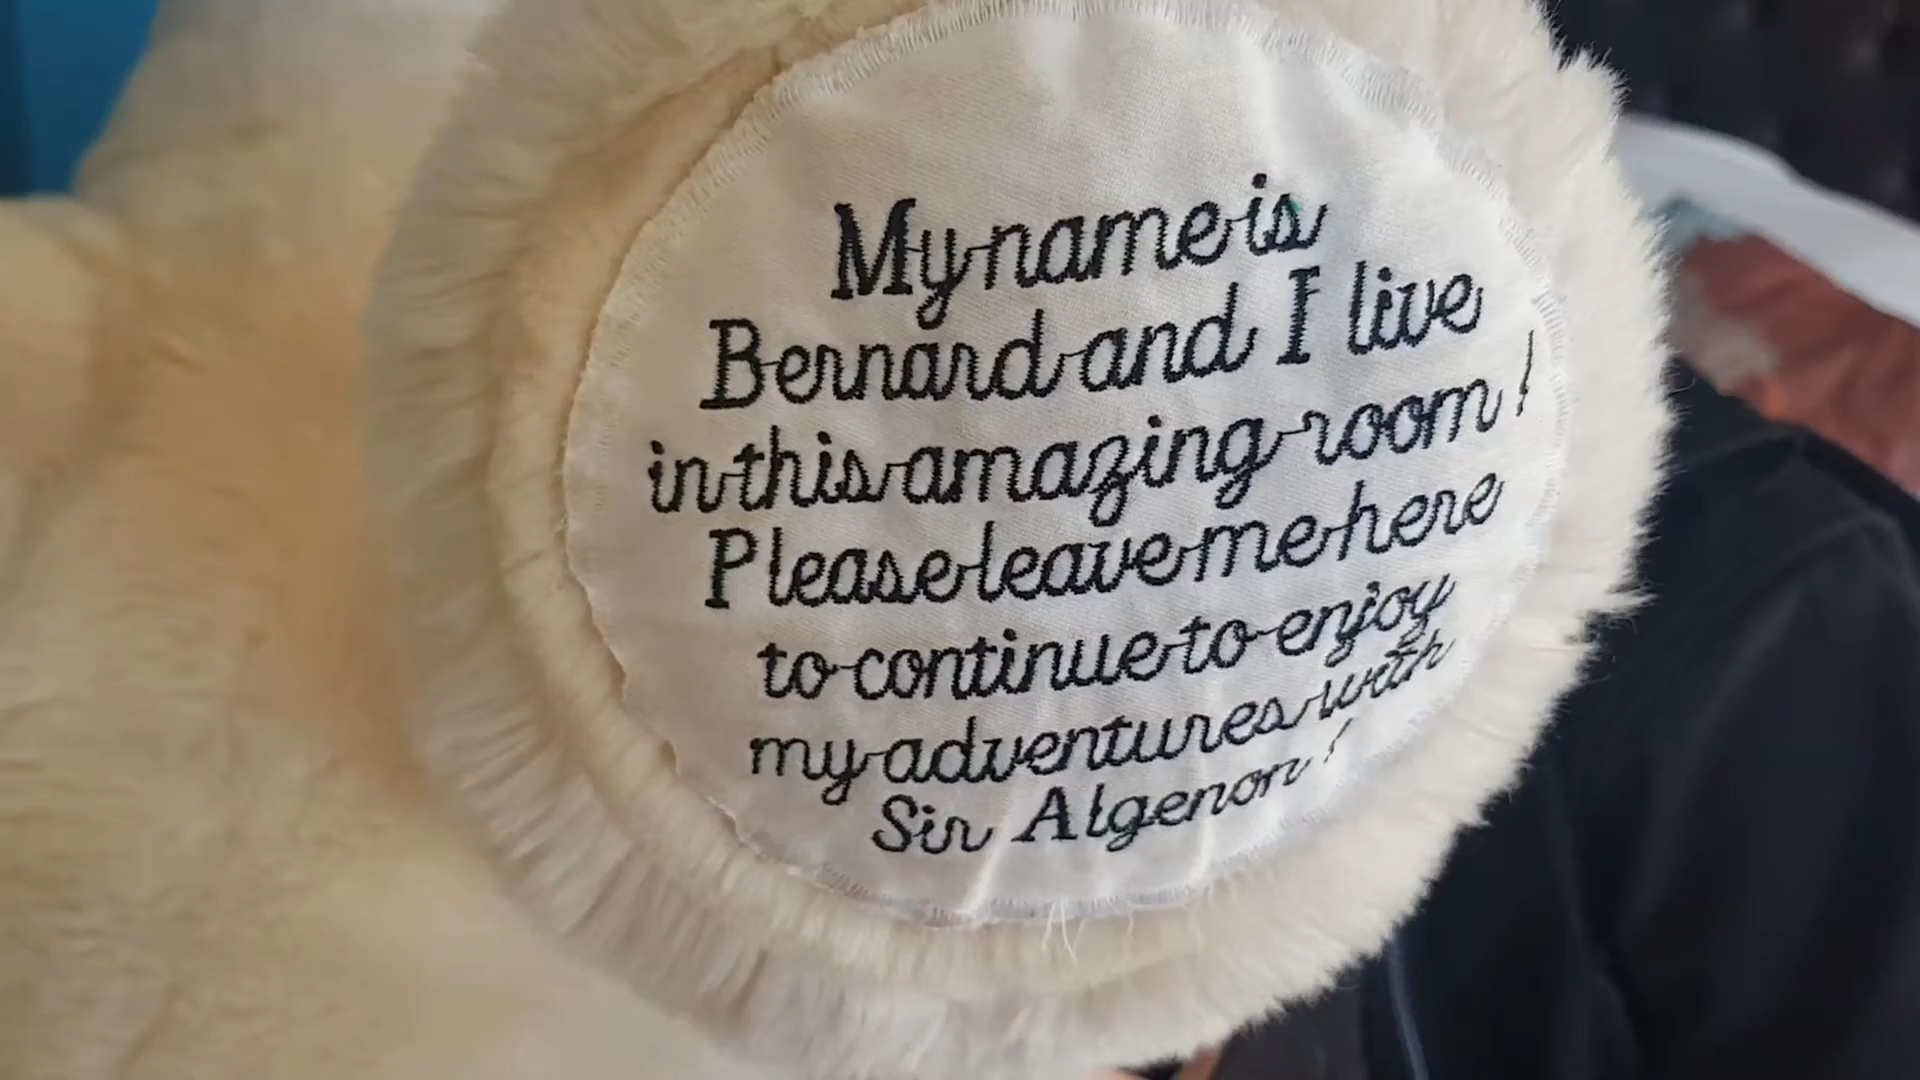 My name is
Bernard and I live
in this amazing room!
Please leave me here
to continue to enjoy
my adventures with
Sir Algenon!